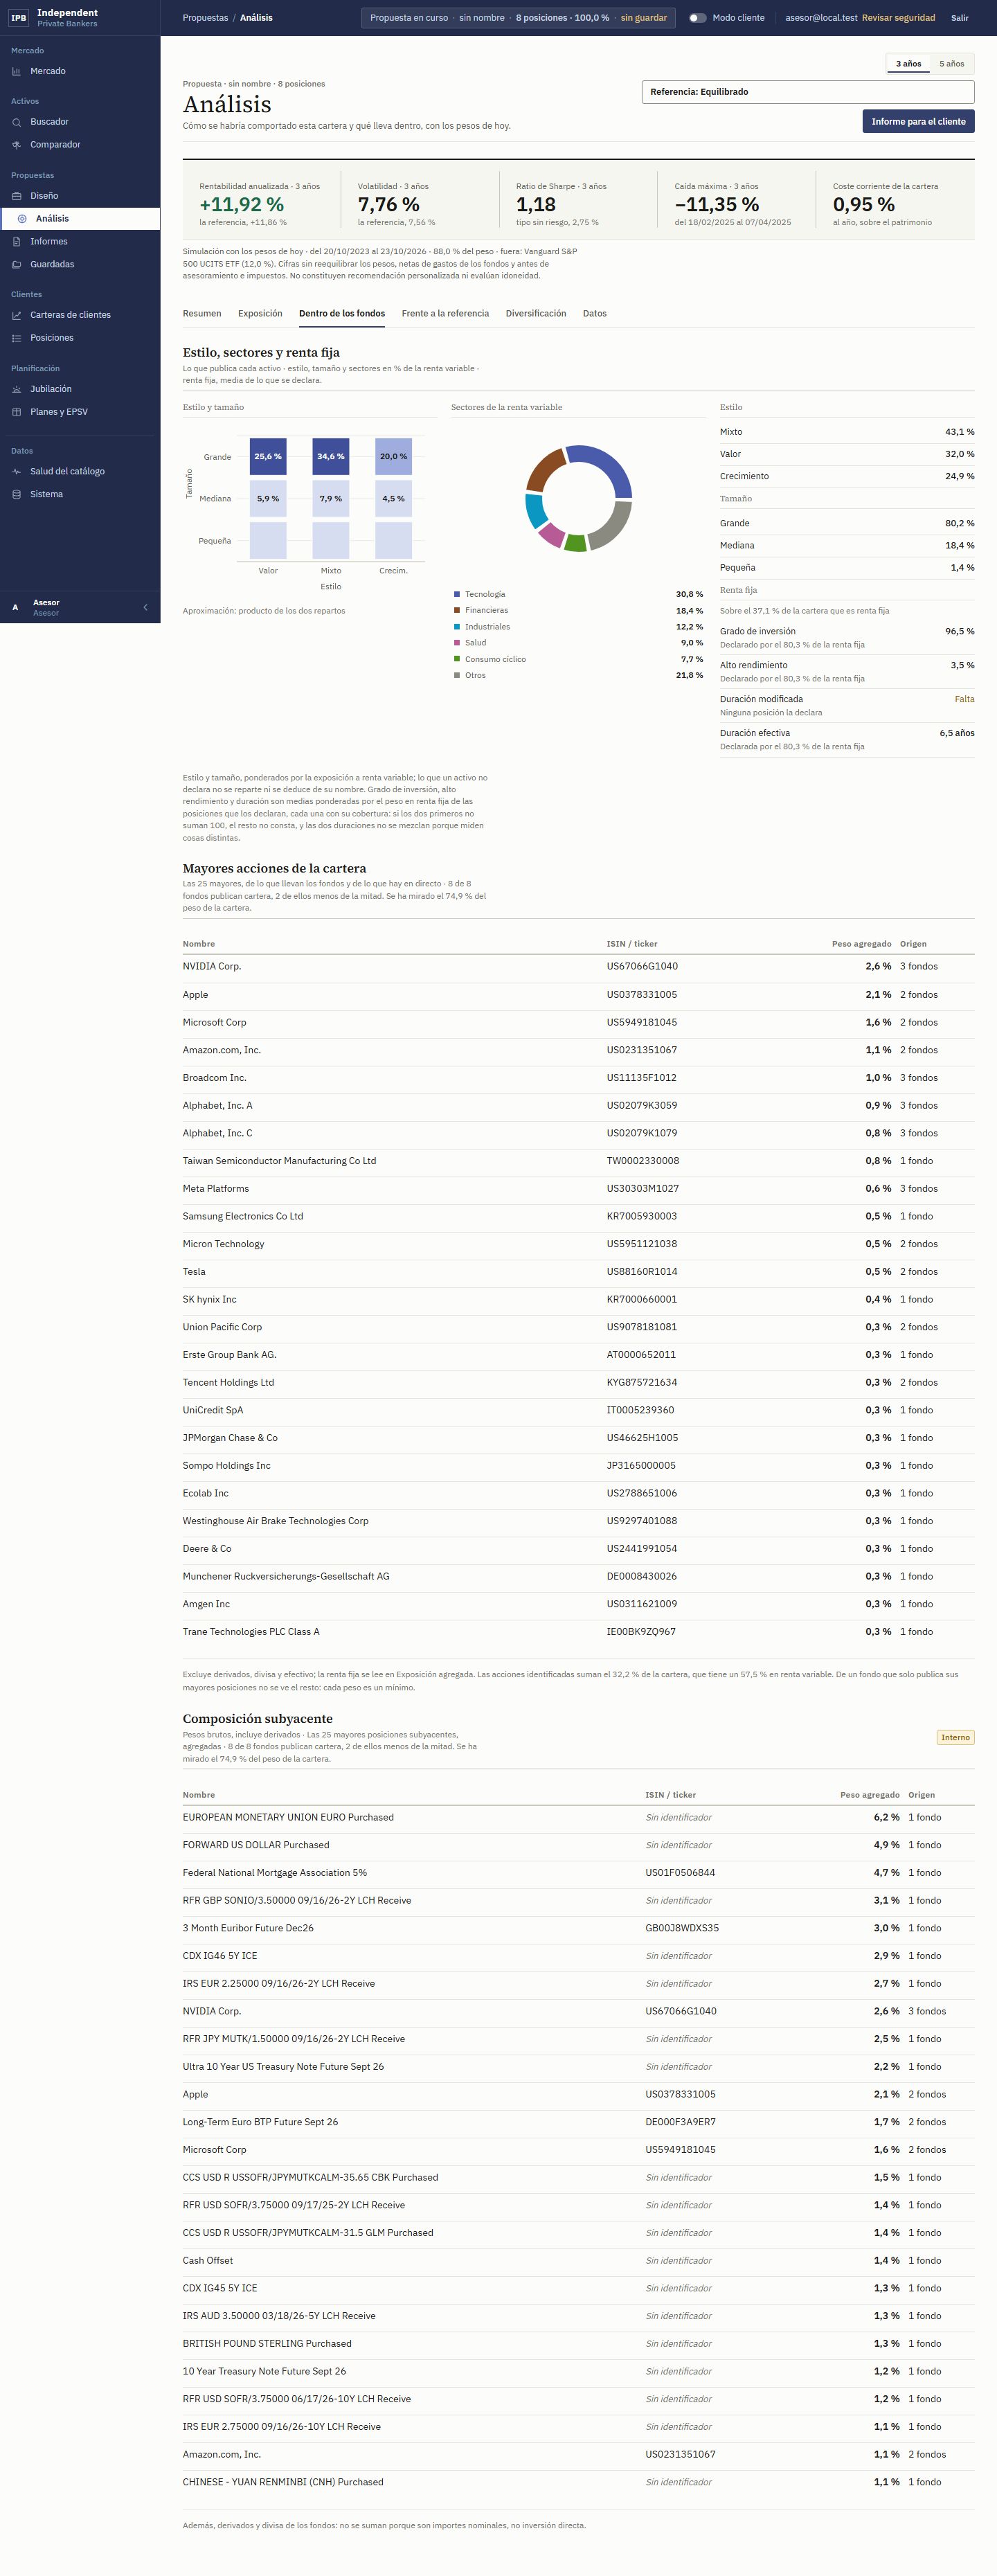 IPB
Independent
Private Bankers
Mercado
Mercado
Activos
Buscador
Comparador
Propuestas
Diseño
Análisis
Informes
Guardadas
Clientes
Carteras de clientes
Posiciones
Planificación
Jubilación
Planes y EPSV
Datos
Salud del catálogo
Sistema
A
Asesor
Asesor
Propuestas / Análisis
Propuesta en curso · sin nombre · 8 posiciones · 100,0 % · sin guardar
Modo cliente
asesor@local.test Revisar seguridad
Salir
3 años 5 años
Propuesta · sin nombre · 8 posiciones
Análisis
Cómo se habría comportado esta cartera y qué lleva dentro, con los pesos de hoy.
Referencia: Equilibrado
Informe para el cliente
Rentabilidad anualizada · 3 años
+11,92 %
la referencia, +11,86 %
Volatilidad · 3 años
7,76 %
la referencia, 7,56 %
Ratio de Sharpe · 3 años
1,18
tipo sin riesgo, 2,75 %
Caída máxima · 3 años
−11,35 %
del 18/02/2025 al 07/04/2025
Coste corriente de la cartera
0,95 %
al año, sobre el patrimonio
Simulación con los pesos de hoy · del 20/10/2023 al 23/10/2026 · 88,0 % del peso · fuera: Vanguard S&P
500 UCITS ETF (12,0 %). Cifras sin reequilibrar los pesos, netas de gastos de los fondos y antes de
asesoramiento e impuestos. No constituyen recomendación personalizada ni evalúan idoneidad.
Resumen Exposición Dentro de los fondos Frente a la referencia Diversificación Datos
Estilo, sectores y renta fija
Lo que publica cada activo · estilo, tamaño y sectores en % de la renta variable ·
renta fija, media de lo que se declara.
Estilo y tamaño
Tamaño
Grande 25,6 % 34,6 % 20,0 %
Mediana 5,9 % 7,9 % 4,5 %
Pequeña
Valor Mixto Crecim.
Estilo
Aproximación: producto de los dos repartos
Sectores de la renta variable
Tecnología 30,8 %
Financieras 18,4 %
Industriales 12,2 %
Salud 9,0 %
Consumo cíclico 7,7 %
Otros 21,8 %
Estilo
Mixto 43,1 %
Valor 32,0 %
Crecimiento 24,9 %
Tamaño
Grande 80,2 %
Mediana 18,4 %
Pequeña 1,4 %
Renta fija
Sobre el 37,1 % de la cartera que es renta fija
Grado de inversión 96,5 %
Declarado por el 80,3 % de la renta fija
Alto rendimiento 3,5 %
Declarado por el 80,3 % de la renta fija
Duración modificada Falta
Ninguna posición la declara
Duración efectiva 6,5 años
Declarada por el 80,3 % de la renta fija
Estilo y tamaño, ponderados por la exposición a renta variable; lo que un activo no
declara no se reparte ni se deduce de su nombre. Grado de inversión, alto
rendimiento y duración son medias ponderadas por el peso en renta fija de las
posiciones que los declaran, cada una con su cobertura: si los dos primeros no
suman 100, el resto no consta, y las dos duraciones no se mezclan porque miden
cosas distintas.
Mayores acciones de la cartera
Las 25 mayores, de lo que llevan los fondos y de lo que hay en directo · 8 de 8
fondos publican cartera, 2 de ellos menos de la mitad. Se ha mirado el 74,9 % del
peso de la cartera.
Nombre ISIN / ticker Peso agregado Origen
NVIDIA Corp. US67066G1040 2,6 % 3 fondos
Apple US0378331005 2,1 % 2 fondos
Microsoft Corp US5949181045 1,6 % 2 fondos
Amazon.com, Inc. US0231351067 1,1 % 2 fondos
Broadcom Inc. US11135F1012 1,0 % 3 fondos
Alphabet, Inc. A US02079K3059 0,9 % 3 fondos
Alphabet, Inc. C US02079K1079 0,8 % 3 fondos
Taiwan Semiconductor Manufacturing Co Ltd TW0002330008 0,8 % 1 fondo
Meta Platforms US30303M1027 0,6 % 3 fondos
Samsung Electronics Co Ltd KR7005930003 0,5 % 1 fondo
Micron Technology US5951121038 0,5 % 2 fondos
Tesla US88160R1014 0,5 % 2 fondos
SK hynix Inc KR7000660001 0,4 % 1 fondo
Union Pacific Corp US9078181081 0,3 % 2 fondos
Erste Group Bank AG. AT0000652011 0,3 % 1 fondo
Tencent Holdings Ltd KYG875721634 0,3 % 2 fondos
UniCredit SpA IT0005239360 0,3 % 1 fondo
JPMorgan Chase & Co US46625H1005 0,3 % 1 fondo
Sompo Holdings Inc JP3165000005 0,3 % 1 fondo
Ecolab Inc US2788651006 0,3 % 1 fondo
Westinghouse Air Brake Technologies Corp US9297401088 0,3 % 1 fondo
Deere & Co US2441991054 0,3 % 1 fondo
Munchener Ruckversicherungs-Gesellschaft AG DE0008430026 0,3 % 1 fondo
Amgen Inc US0311621009 0,3 % 1 fondo
Trane Technologies PLC Class A IE00BK9ZQ967 0,3 % 1 fondo
Excluye derivados, divisa y efectivo; la renta fija se lee en Exposición agregada. Las acciones identificadas suman el 32,2 % de la cartera, que tiene un 57,5 % en renta variable. De un fondo que solo publica sus
mayores posiciones no se ve el resto: cada peso es un mínimo.
Composición subyacente
Pesos brutos, incluye derivados · Las 25 mayores posiciones subyacentes,
agregadas · 8 de 8 fondos publican cartera, 2 de ellos menos de la mitad. Se ha
mirado el 74,9 % del peso de la cartera.
Interno
Nombre ISIN / ticker Peso agregado Origen
EUROPEAN MONETARY UNION EURO Purchased Sin identificador 6,2 % 1 fondo
FORWARD US DOLLAR Purchased Sin identificador 4,9 % 1 fondo
Federal National Mortgage Association 5% US01F0506844 4,7 % 1 fondo
RFR GBP SONIO/3.50000 09/16/26-2Y LCH Receive Sin identificador 3,1 % 1 fondo
3 Month Euribor Future Dec26 GB00J8WDXS35 3,0 % 1 fondo
CDX IG46 5Y ICE Sin identificador 2,9 % 1 fondo
IRS EUR 2.25000 09/16/26-2Y LCH Receive Sin identificador 2,7 % 1 fondo
NVIDIA Corp. US67066G1040 2,6 % 3 fondos
RFR JPY MUTK/1.50000 09/16/26-2Y LCH Receive Sin identificador 2,5 % 1 fondo
Ultra 10 Year US Treasury Note Future Sept 26 Sin identificador 2,2 % 1 fondo
Apple US0378331005 2,1 % 2 fondos
Long-Term Euro BTP Future Sept 26 DE000F3A9ER7 1,7 % 2 fondos
Microsoft Corp US5949181045 1,6 % 2 fondos
CCS USD R USSOFR/JPYMUTKCALM-35.65 CBK Purchased Sin identificador 1,5 % 1 fondo
RFR USD SOFR/3.75000 09/17/25-2Y LCH Receive Sin identificador 1,4 % 1 fondo
CCS USD R USSOFR/JPYMUTKCALM-31.5 GLM Purchased Sin identificador 1,4 % 1 fondo
Cash Offset Sin identificador 1,4 % 1 fondo
CDX IG45 5Y ICE Sin identificador 1,3 % 1 fondo
IRS AUD 3.50000 03/18/26-5Y LCH Receive Sin identificador 1,3 % 1 fondo
BRITISH POUND STERLING Purchased Sin identificador 1,3 % 1 fondo
10 Year Treasury Note Future Sept 26 Sin identificador 1,2 % 1 fondo
RFR USD SOFR/3.75000 06/17/26-10Y LCH Receive Sin identificador 1,2 % 1 fondo
IRS EUR 2.75000 09/16/26-10Y LCH Receive Sin identificador 1,1 % 1 fondo
Amazon.com, Inc. US0231351067 1,1 % 2 fondos
CHINESE - YUAN RENMINBI (CNH) Purchased Sin identificador 1,1 % 1 fondo
Además, derivados y divisa de los fondos: no se suman porque son importes nominales, no inversión directa.